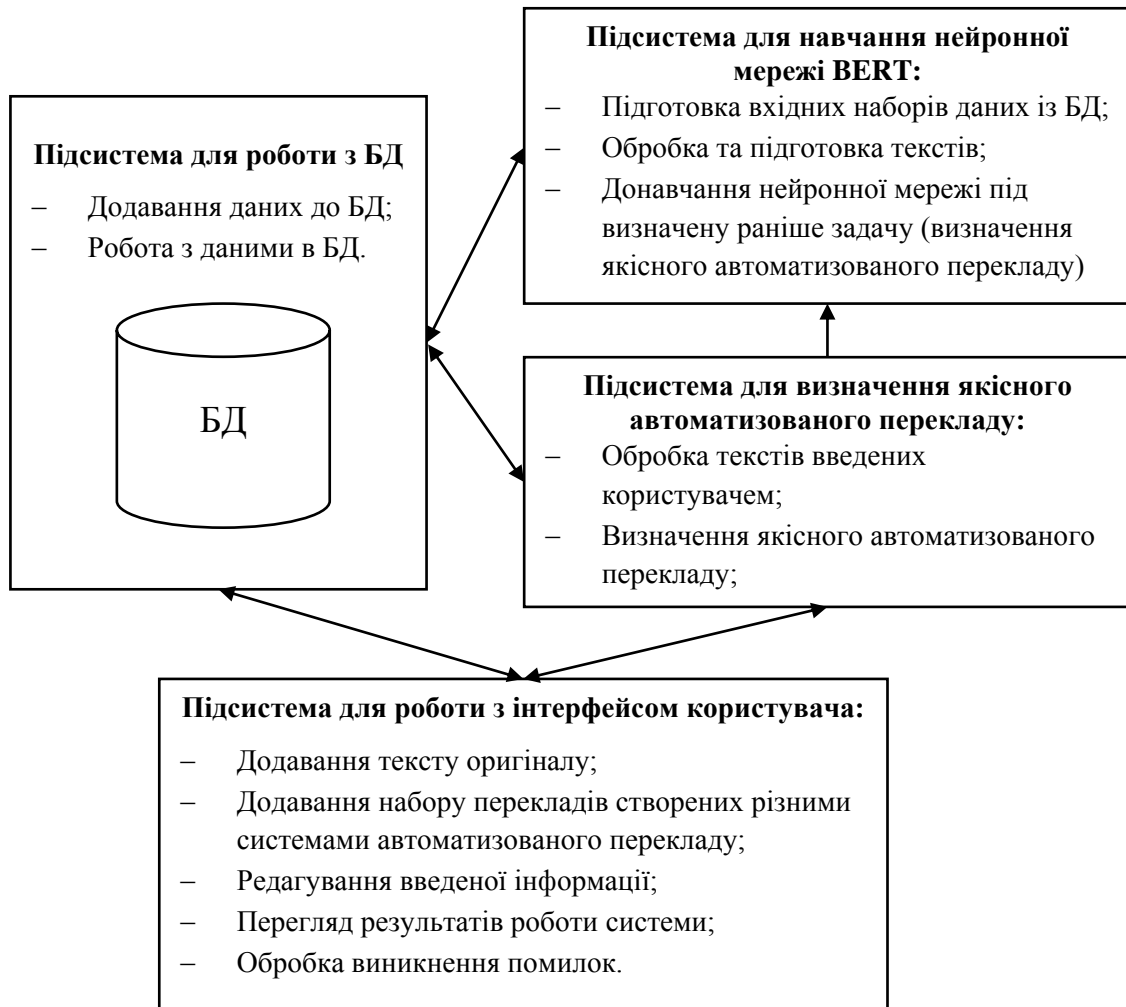 Підсистема для навчання нейронної
мережі BERT:
– Підготовка вхідних наборів даних із БД;
– Обробка та підготовка текстів;
– Донавчання нейронної мережі під
визначену раніше задачу (визначення
якісного автоматизованого перекладу)
Підсистема для роботи з БД
– Додавання даних до БД;
– Робота з даними в БД.
БД
Підсистема для визначення якісного
автоматизованого перекладу:
– Обробка текстів введених
користувачем;
– Визначення якісного автоматизованого
перекладу;
Підсистема для роботи з інтерфейсом користувача:
– Додавання тексту оригіналу;
– Додавання набору перекладів створених різними
системами автоматизованого перекладу;
– Редагування введеної інформації;
– Перегляд результатів роботи системи;
– Обробка виникнення помилок.